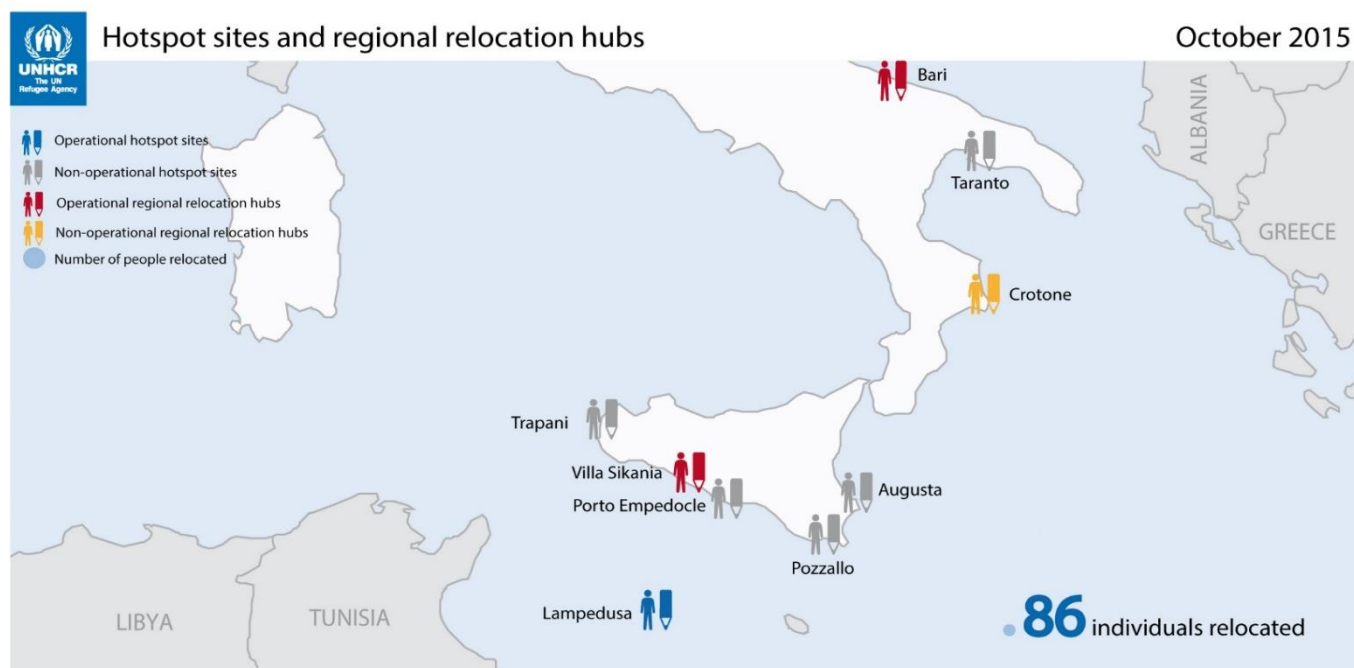 UNHCR
The UN
Refugee Agency
Hotspot sites and regional relocation hubs
October 2015
Operational hotspot sites
Non-operational hotspot sites
Operational regional relocation hubs
Non-operational regional relocation hubs
Number of people relocated
Bari
Taranto
ALBANIA
GREECE
Crotone
Trapani
Villa Sikania
Porto Empedocle
Augusta
Pozzallo
Lampedusa
LIBYA
TUNISIA
86 individuals relocated